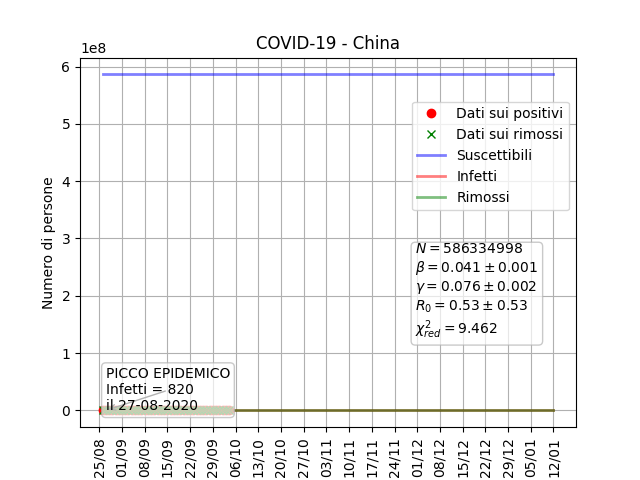 COVID-19 - China
1e8
6
5
4
3
2
1
0
Numero di persone
Dati sui positivi
Dati sui rimossi
Suscettibili
Infetti
Rimossi
N = 586334998
β = 0.041 ± 0.001
γ = 0.076 ± 0.002
R₀ = 0.53 ± 0.53
χ²red = 9.462
PICCO EPIDEMICO
Infetti = 820
il 27-08-2020
25/08
01/09
08/09
15/09
22/09
29/09
06/10
13/10
20/10
27/10
03/11
10/11
17/11
24/11
01/12
08/12
15/12
22/12
29/12
05/01
12/01